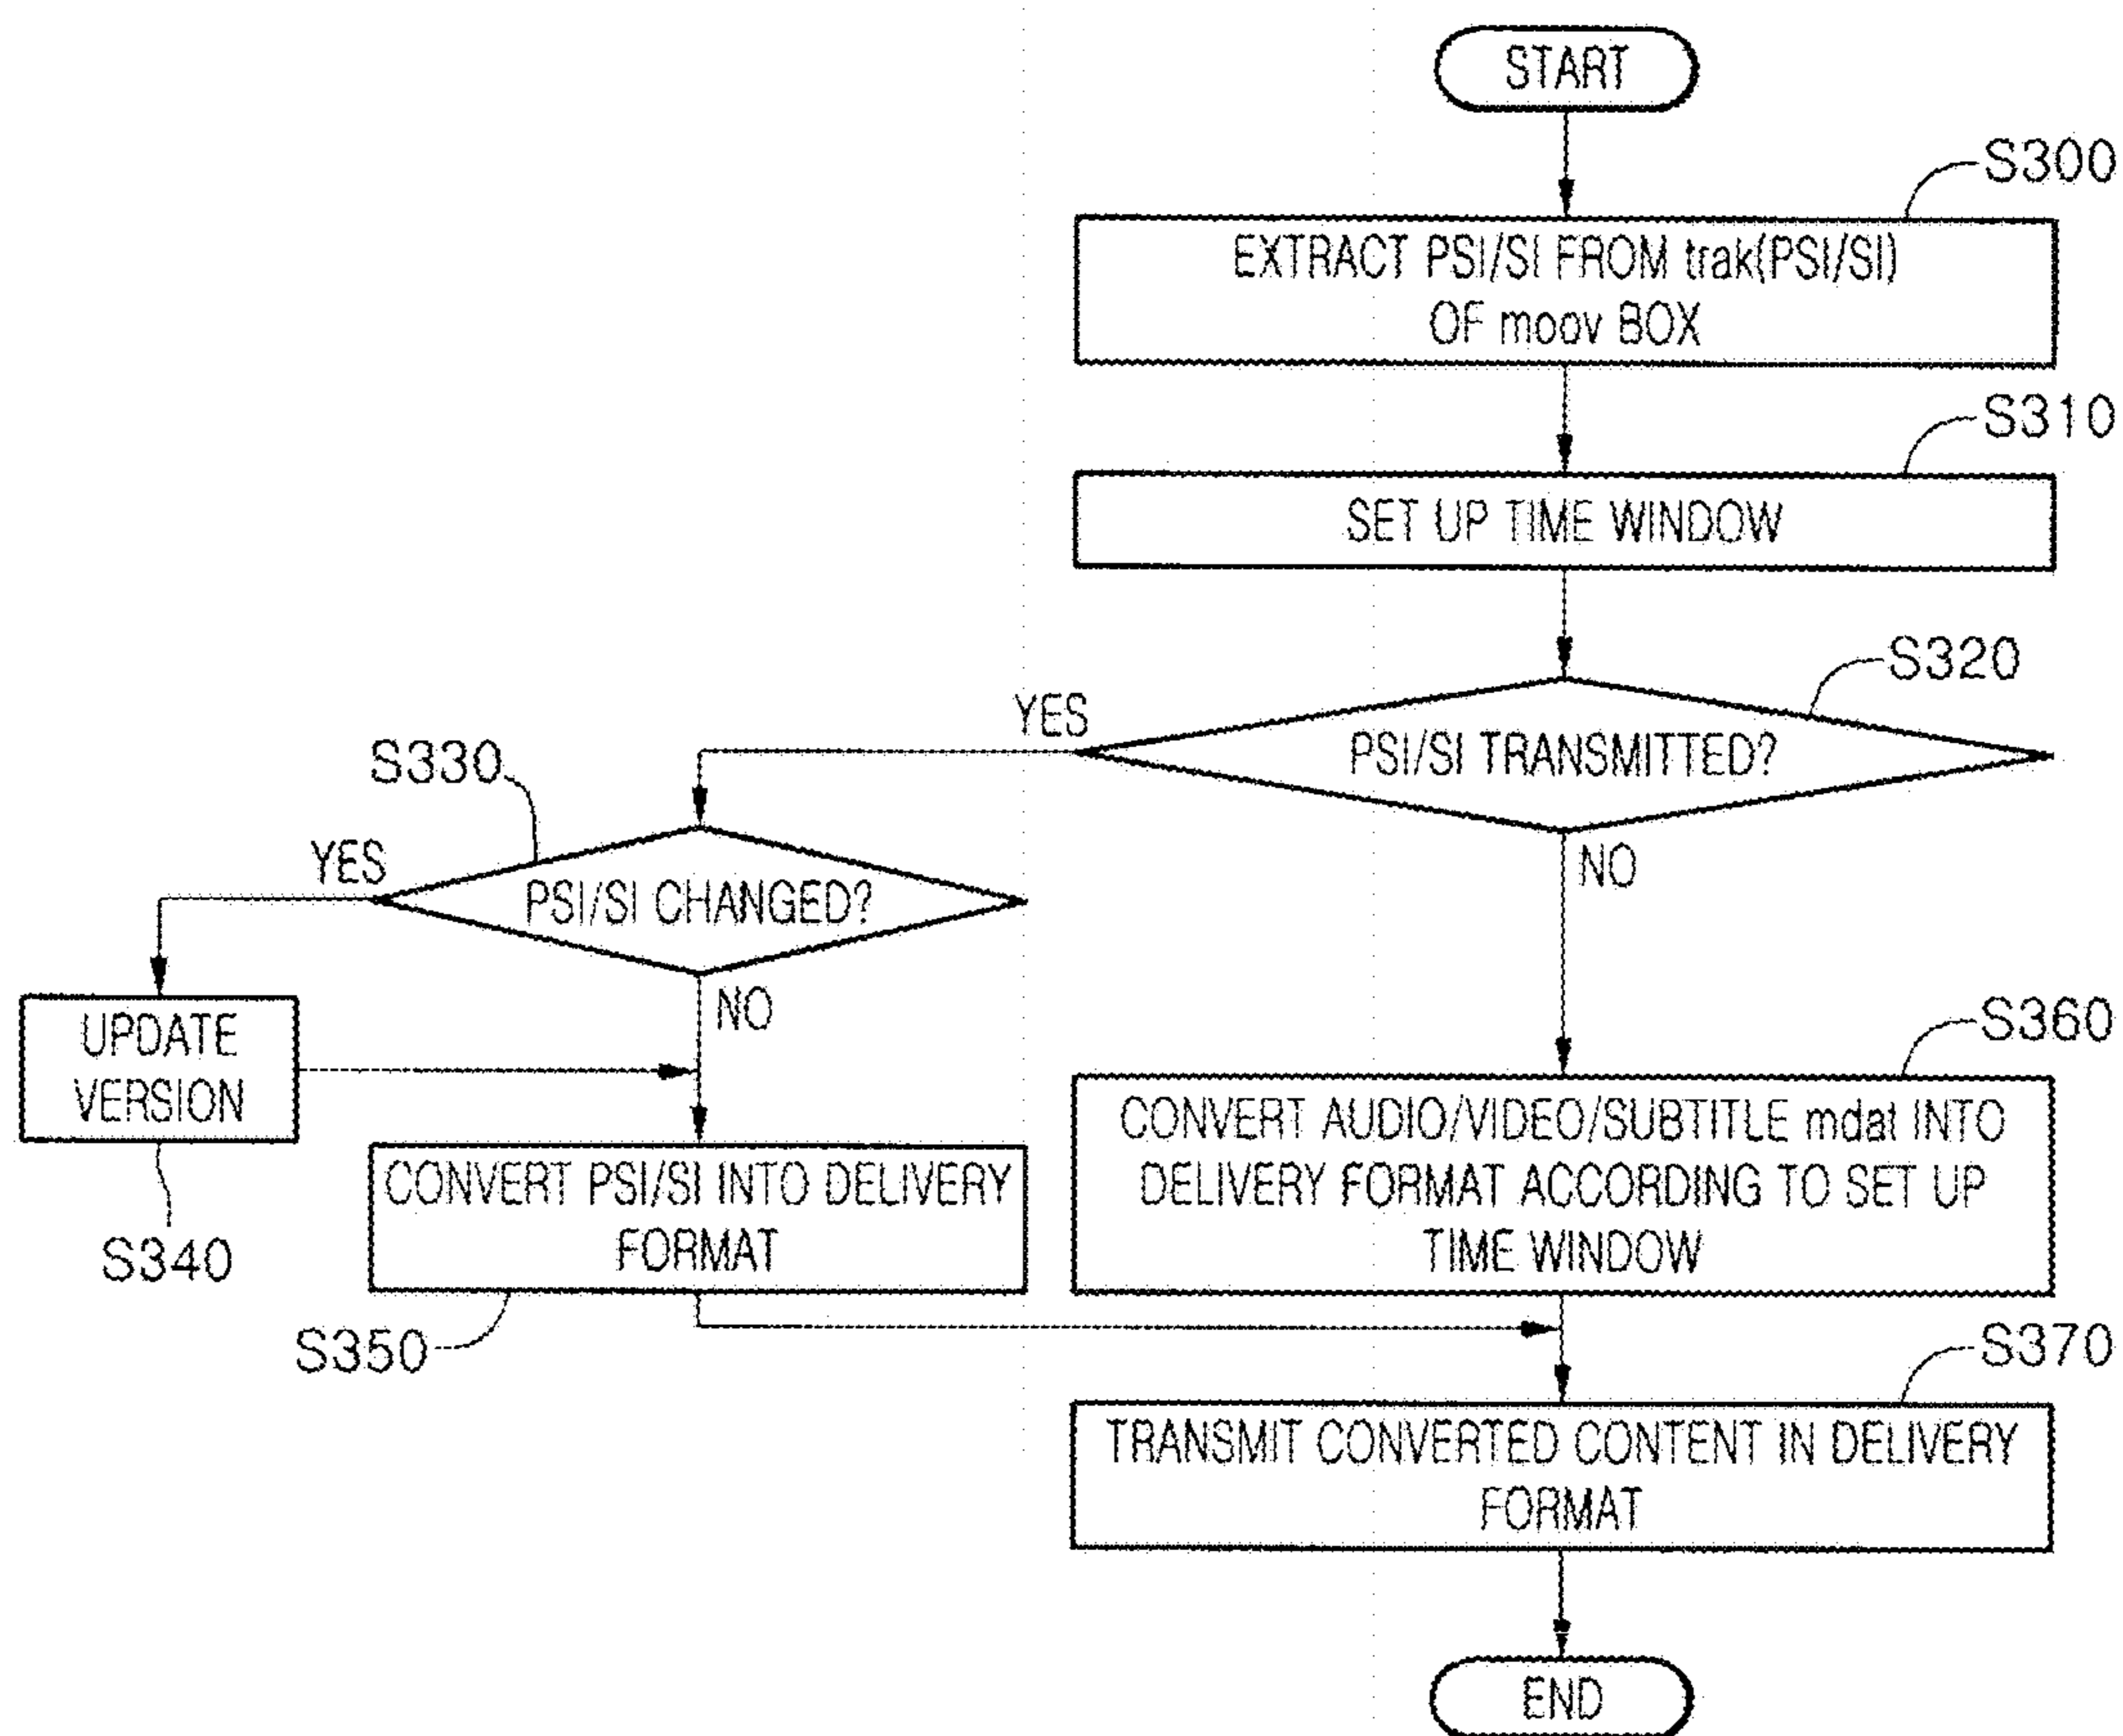 START
S300
EXTRACT PSI/SI FROM trak(PSI/SI)
OF moov BOX
S310
SET UP TIME WINDOW
S320
PSI/SI TRANSMITTED?
YES
NO
S330
PSI/SI CHANGED?
YES
NO
UPDATE
VERSION
S340
CONVERT PSI/SI INTO DELIVERY
FORMAT
S350
S360
CONVERT AUDIO/VIDEO/SUBTITLE mdat INTO
DELIVERY FORMAT ACCORDING TO SET UP
TIME WINDOW
S370
TRANSMIT CONVERTED CONTENT IN DELIVERY
FORMAT
END